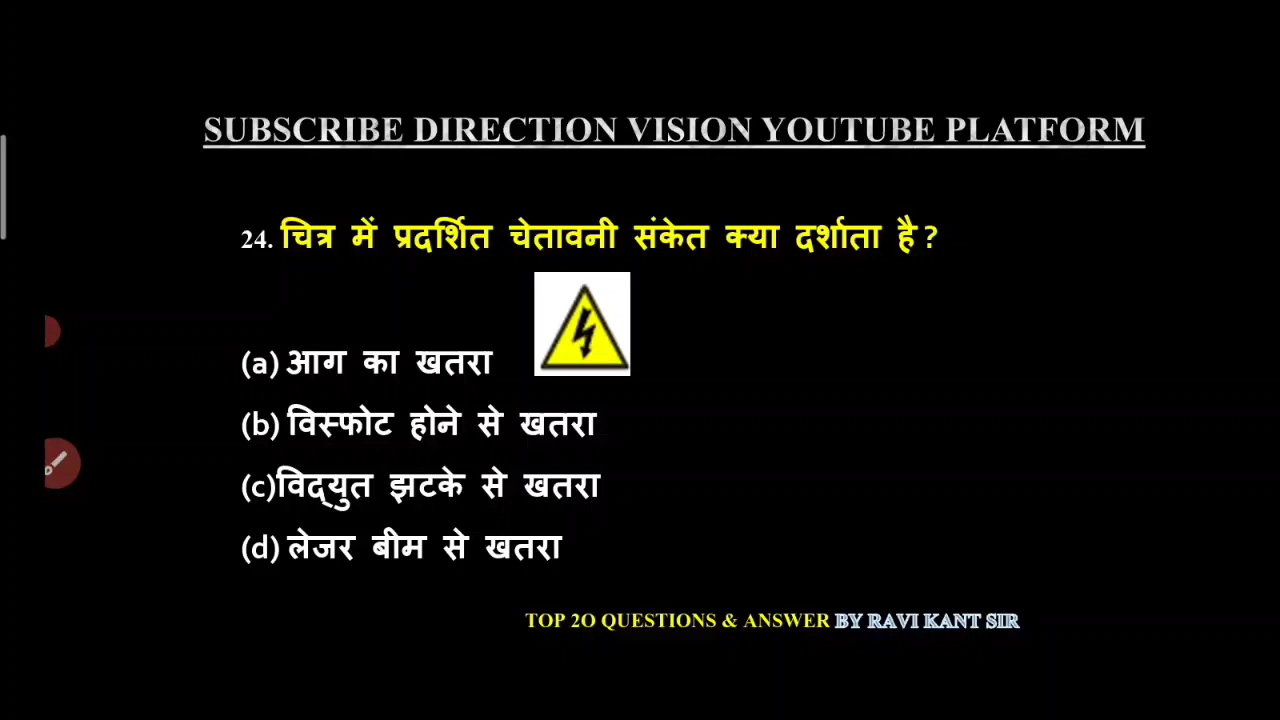 SUBSCRIBE DIRECTION VISION YOUTUBE PLATFORM
24. चित्र में प्रदर्शित चेतावनी संकेत क्या दर्शाता है ?
(a) आग का खतरा
(b) विस्फोट होने से खतरा
(c)विद्युत झटके से खतरा
(d) लेजर बीम से खतरा
TOP 2O QUESTIONS & ANSWER BY RAVI KANT SIR